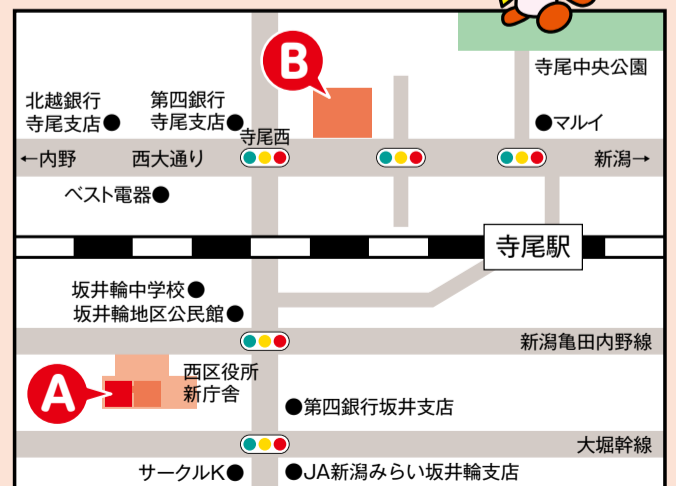 B
寺尾中央公園
北越銀行
寺尾支店●
第四銀行
寺尾支店●
●マルイ
寺尾西
←内野
西大通り
新潟→
ベスト電器●
寺尾駅
坂井輪中学校●
坂井輪地区公民館●
新潟亀田内野線
西区役所
新庁舎
A
●第四銀行坂井支店
大堀幹線
サークルK●
●JA新潟みらい坂井輪支店